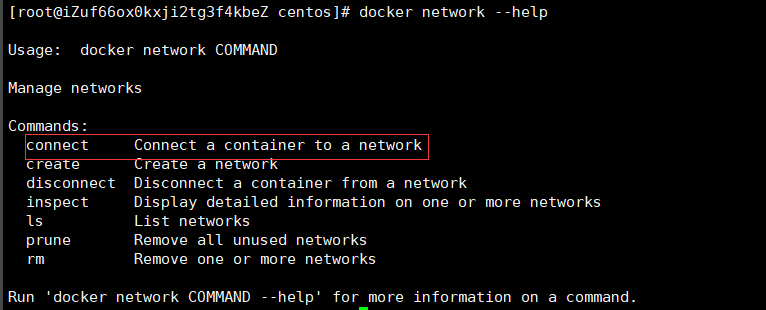 [root@iZuf66ox0kxji2tg3f4kbeZ centos]# docker network --help
Usage:  docker network COMMAND
Manage networks
Commands:
  connect     Connect a container to a network
  create      Create a network
  disconnect  Disconnect a container from a network
  inspect     Display detailed information on one or more networks
  ls          List networks
  prune       Remove all unused networks
  rm          Remove one or more networks
Run 'docker network COMMAND --help' for more information on a command.